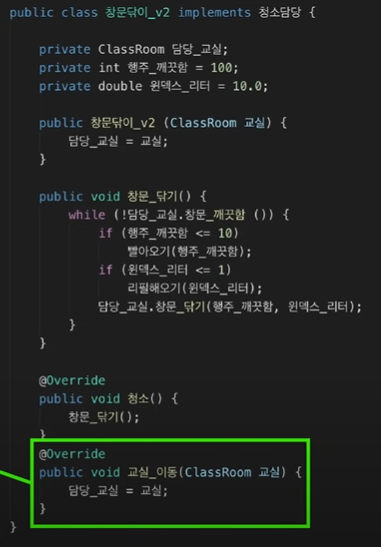 public class 창문닦이_v2 implements 청소담당 {
private ClassRoom 담당_교실;
private int 행주_깨끗함 = 100;
private double 윈덱스_리터 = 10.0;
public 창문닦이_v2 (ClassRoom 교실) {
담당_교실 = 교실;
}
public void 창문_닦기() {
while (!담당_교실.창문_깨끗함 ()) {
if (행주_깨끗함 <= 10)
빨아오기(행주_깨끗함);
if (윈덱스_리터 <= 1)
리필해오기(윈덱스_리터);
담당_교실.창문_닦기(행주_깨끗함, 윈덱스_리터);
}
}
@Override
public void 청소() {
창문_닦기();
}
@Override
public void 교실_이동(ClassRoom 교실) {
담당_교실 = 교실;
}
}